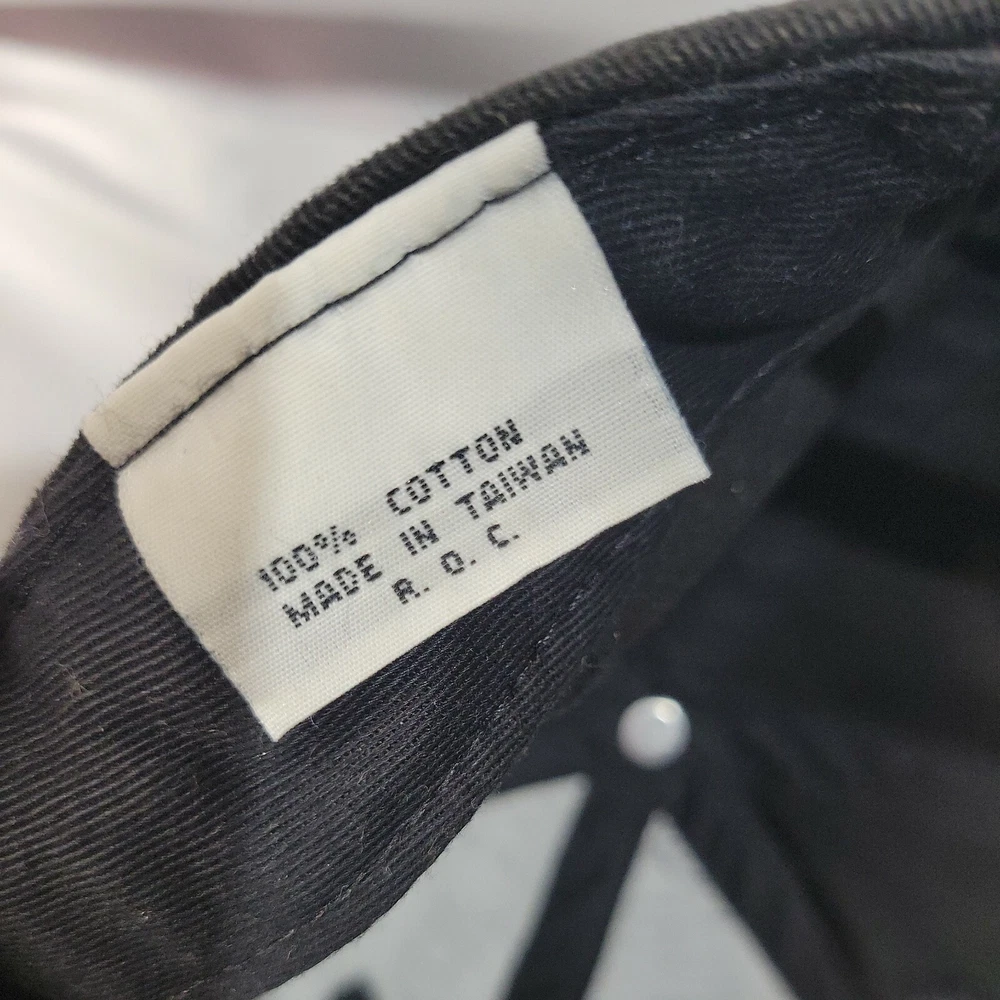 100% COTTON
MADE IN TAIWAN
R. O. C.